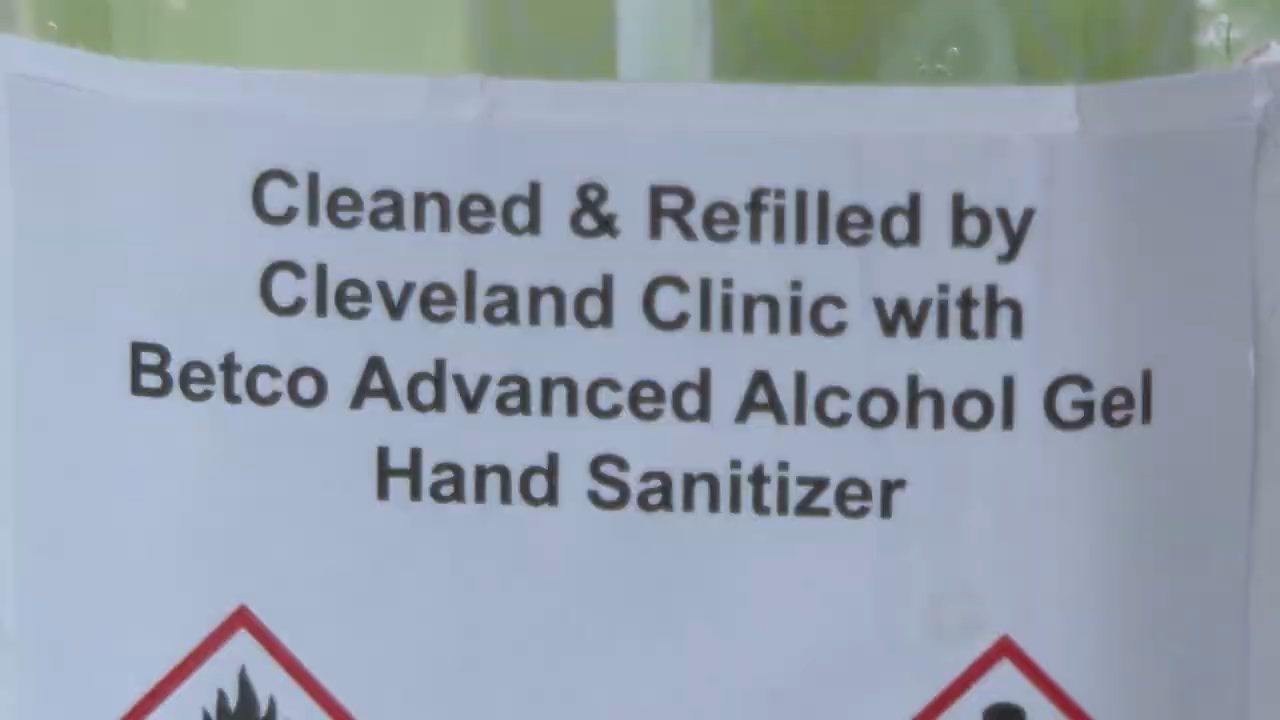 Cleaned & Refilled by
Cleveland Clinic with
Betco Advanced Alcohol Gel
Hand Sanitizer